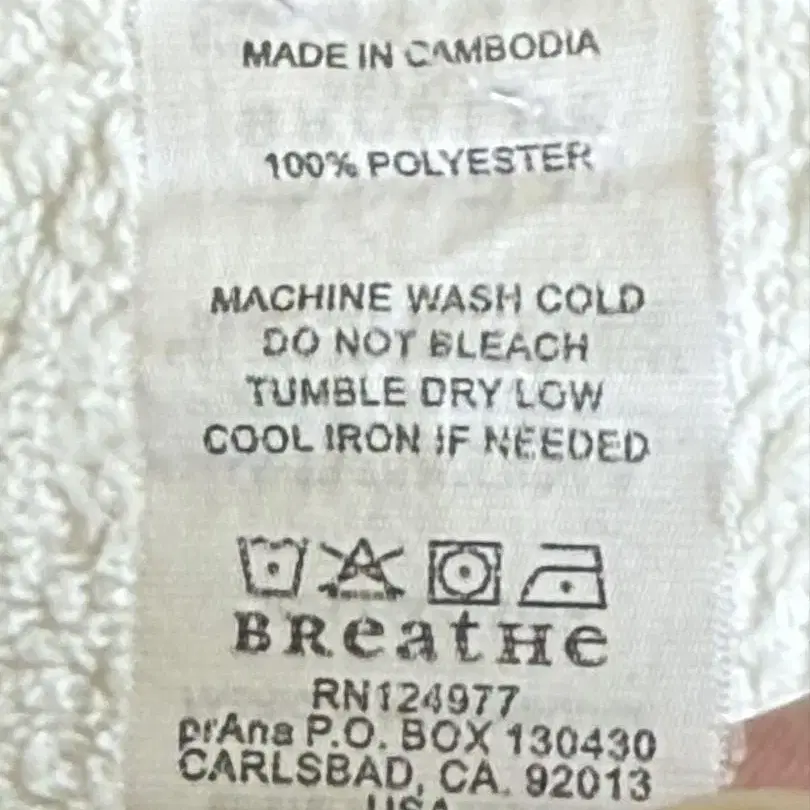 MADE IN CAMBODIA
100% POLYESTER
MACHINE WASH COLD
DO NOT BLEACH
TUMBLE DRY LOW
COOL IRON IF NEEDED
BReatHe
RN124977
prAna P.O. BOX 130430
CARLSBAD, CA. 92013
USA